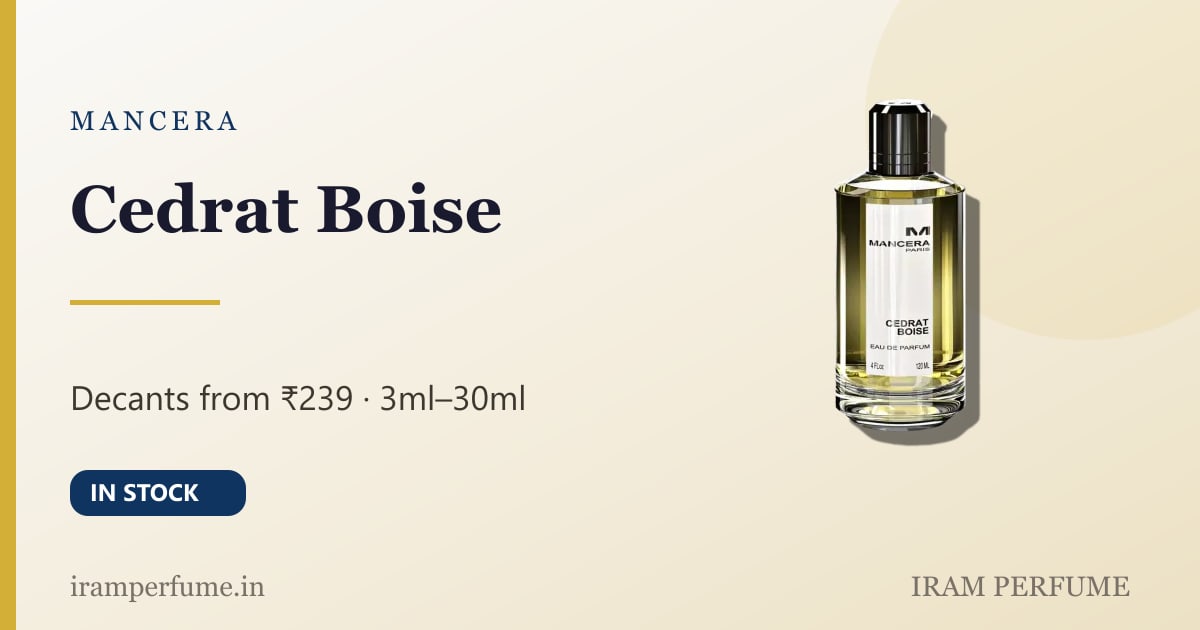 MANCERA
Cedrat Boise
Decants from ₹239 · 3ml–30ml
IN STOCK
iramperfume.in
IRAM PERFUME
M
MANCERA
PARIS
CEDRAT
BOISE
EAU DE PARFUM
4 FL.oz 120 ML